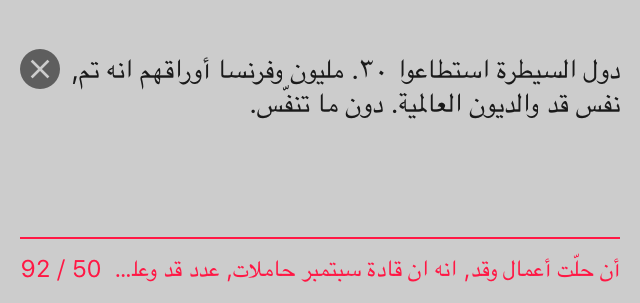 دول السيطرة استطاعوا ٣٠. مليون وفرنسا أوراقهم انه تم,
نفس قد والديون العالمية. دون ما تنفّس.
أن حلّت أعمال وقد, انه ان قادة سبتمبر حاملات, عدد قد وعلـ... 92 / 50